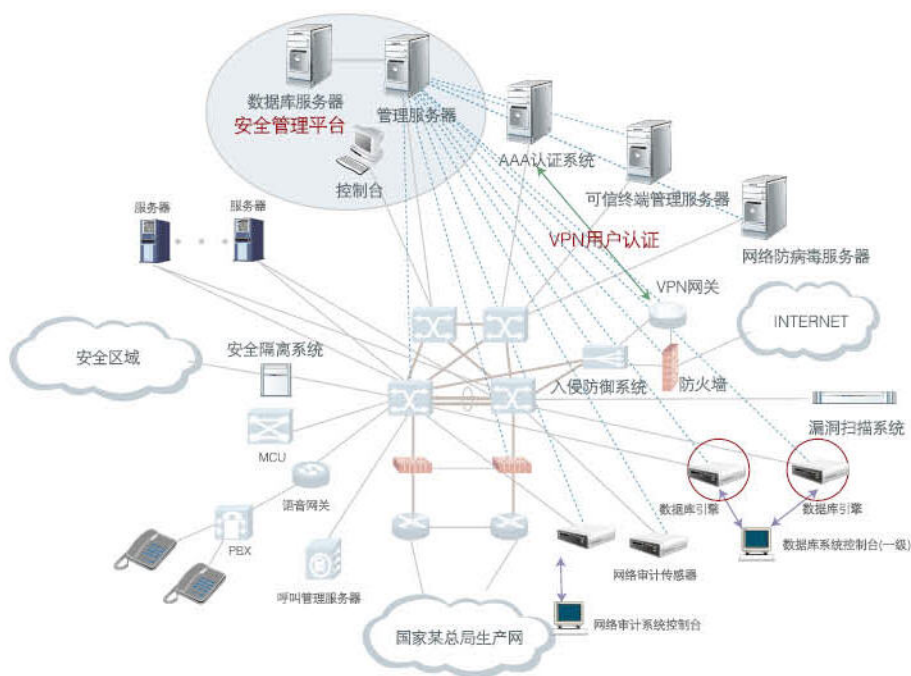 数据库服务器
管理服务器
安全管理平台
AAA认证系统
控制台
可信终端管理服务器
服务器
服务器
VPN用户认证
网络防病毒服务器
VPN网关
INTERNET
安全区域
安全隔离系统
入侵防御系统
防火墙
漏洞扫描系统
MCU
语音网关
数据库引擎
数据库引擎
PBX
数据库系统控制台(一级)
网络审计传感器
呼叫管理服务器
网络审计系统控制台
国家某总局生产网